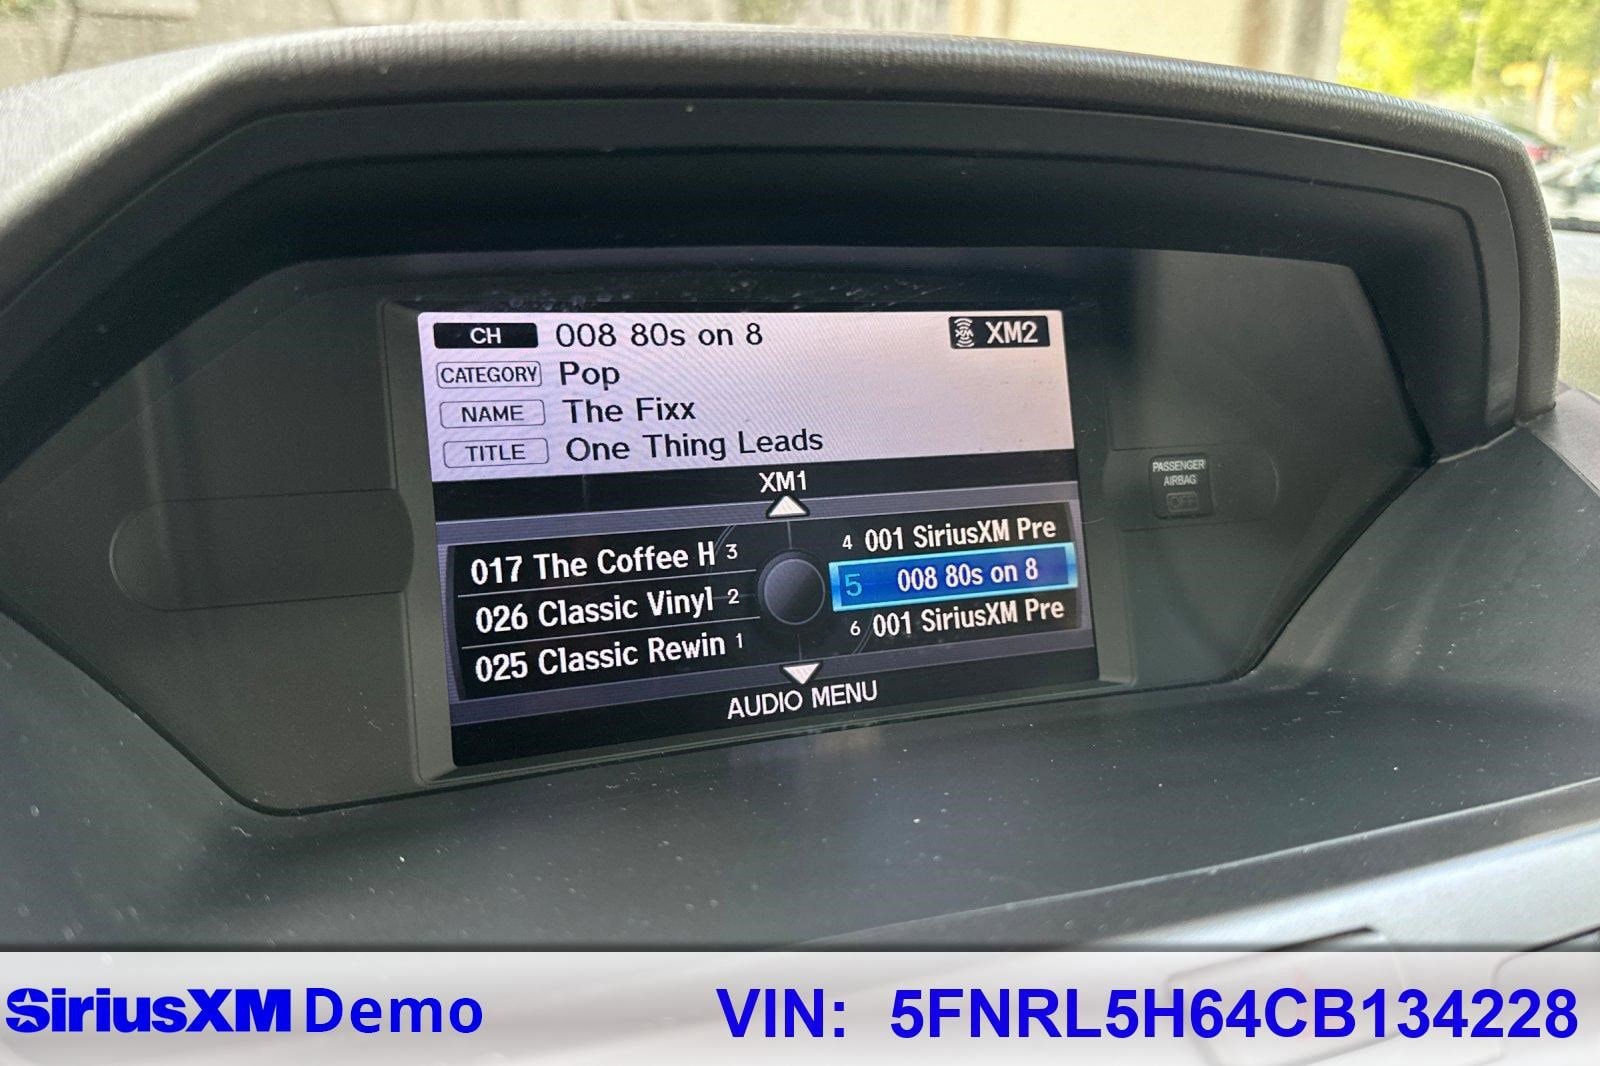 CH 008 80s on 8 XM2
CATEGORY Pop
NAME The Fixx
TITLE One Thing Leads
XM1
017 The Coffee H 3
026 Classic Vinyl 2
025 Classic Rewin 1
4 001 SiriusXM Pre
5 008 80s on 8
6 001 SiriusXM Pre
AUDIO MENU
PASSENGER
AIRBAG
OFF
SiriusXM Demo
VIN: 5FNRL5H64CB134228